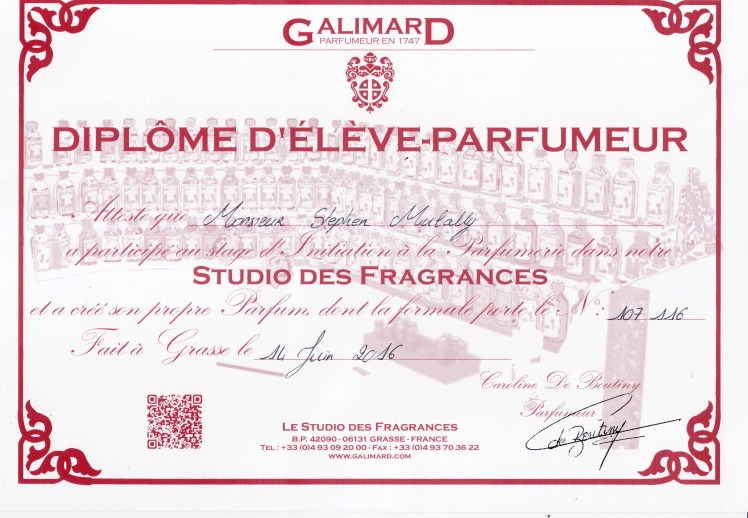 GALIMARD
PARFUMEUR EN 1747
DIPLÔME D'ÉLÈVE-PARFUMEUR
Atteste que Monsieur Stephen Mulally
a participé au stage d'Initiation à la Parfumerie dans notre
STUDIO DES FRAGRANCES
et a créé son propre Parfum, dont la formule porte le N°: 107 116
Fait à Grasse le 14 Juin 2016
Caroline De Boutiny
Parfumeur
de Boutiny
LE STUDIO DES FRAGRANCES
B.P. 42090 - 06131 GRASSE - FRANCE
TEL : +33 (0)4 93 09 20 00 - FAX : +33 (0)4 93 70 36 22
WWW.GALIMARD.COM